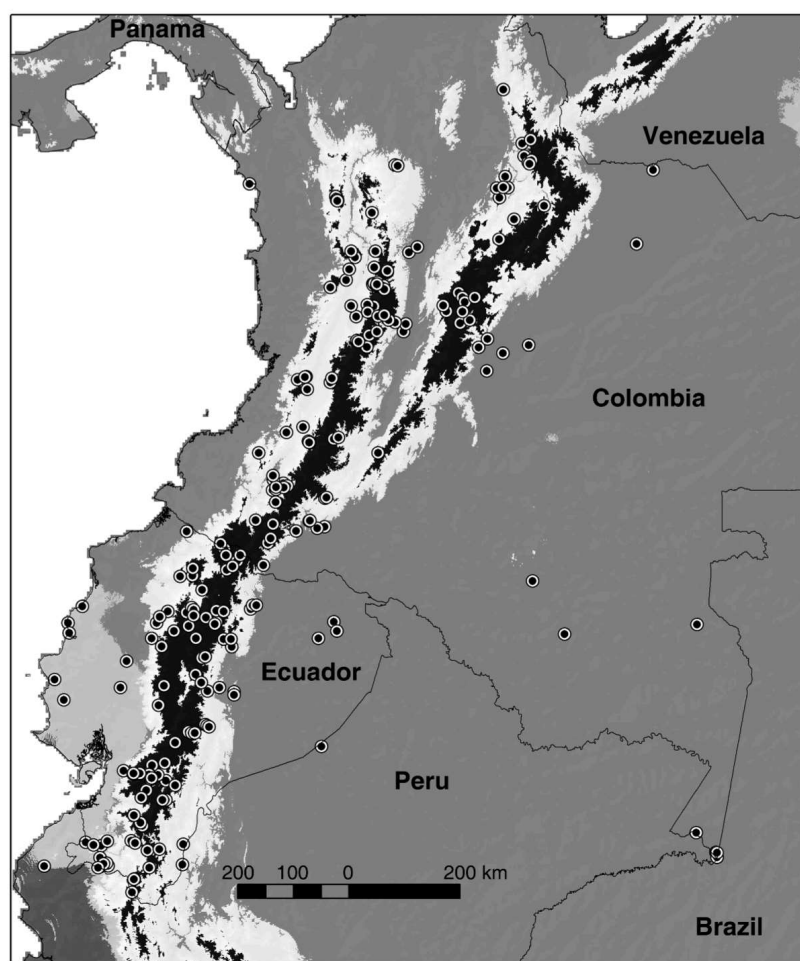 Panama
Venezuela
Colombia
Ecuador
Peru
200 100 0 200 km
Brazil